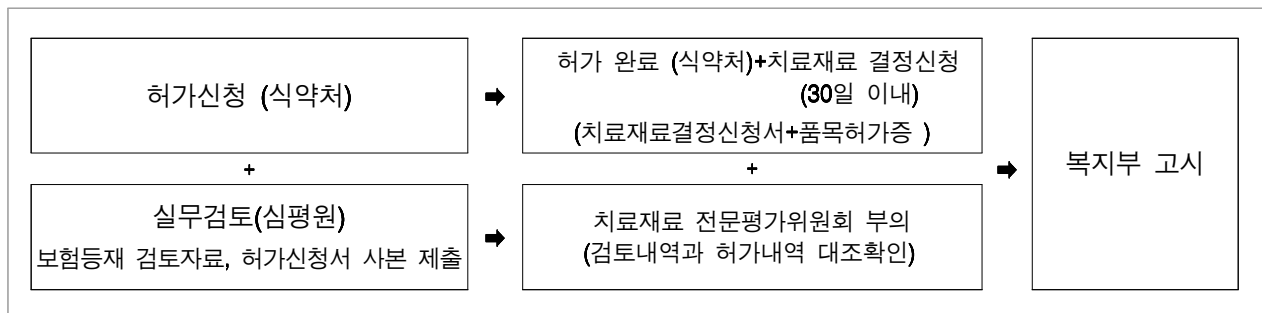 허가신청 (식약처)
➡
허가 완료 (식약처)+치료재료 결정신청
(30일 이내)
(치료재료결정신청서+품목허가증 )
+
+
➡
복지부 고시
실무검토(심평원)
보험등재 검토자료, 허가신청서 사본 제출
➡
치료재료 전문평가위원회 부의
(검토내역과 허가내역 대조확인)